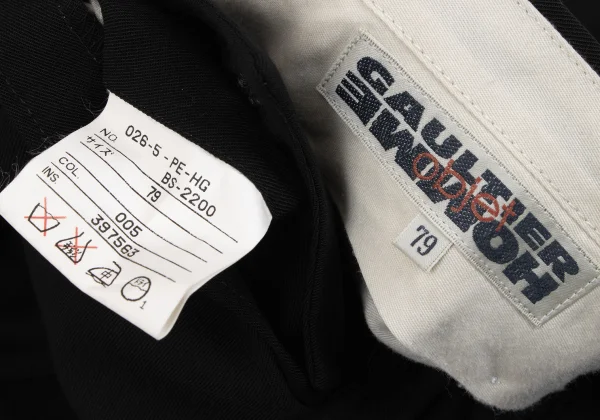 NO. 026-5-PE-HG
BS-2200
サイズ 79
COL. 005
INS. 397563
1
GAULTIER
HOMME
objet
79